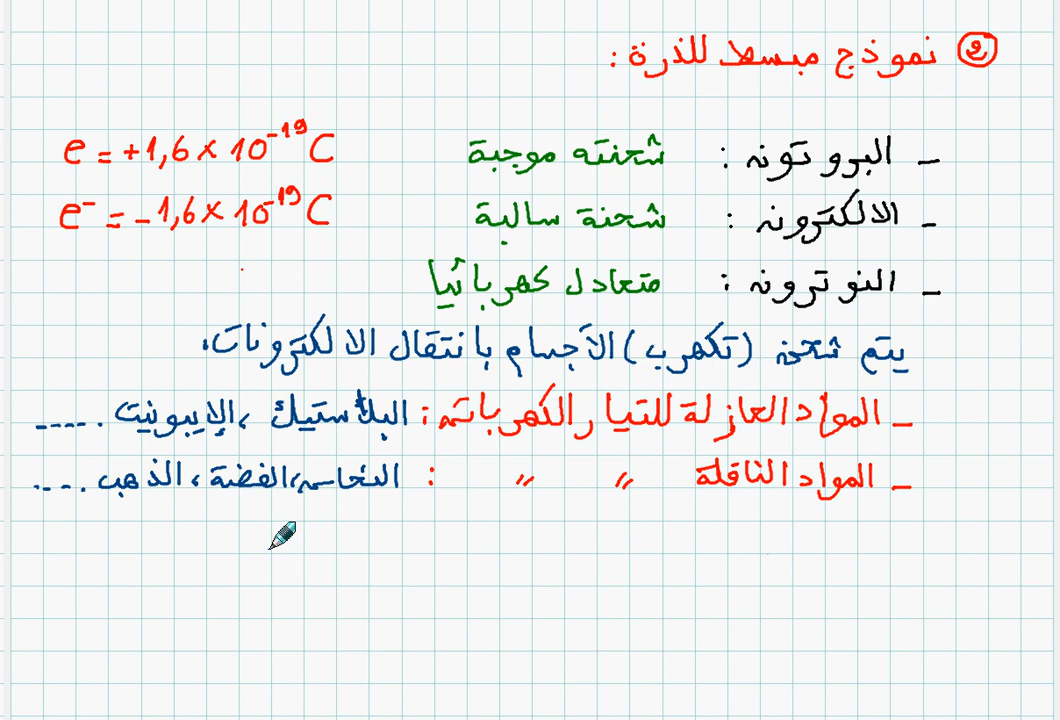 ② نموذج مبسط للذرة :
- البروتون : شحنته موجبة e = +1,6 × 10⁻¹⁹ C
- الالكترون : شحنة سالبة e⁻ = -1,6 × 10⁻¹⁹ C
- النوترون : متعادل كهربائيا
يتم شحن (تكهرب) الأجسام بانتقال الالكترونات.
- المواد العازلة للتيار الكهربائي : البلاستيك، الإيبونيت .....
- المواد الناقلة " " : النحاس، الفضة، الذهب ....